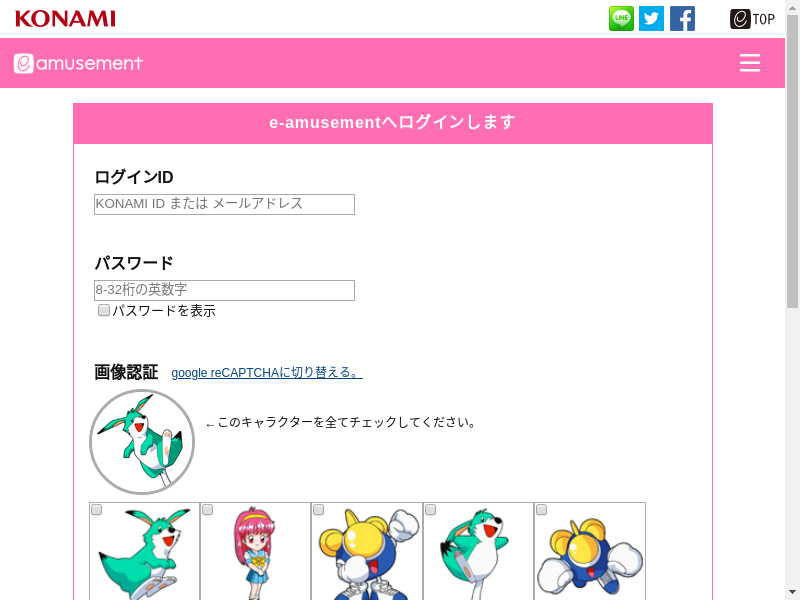 KONAMI
LINE
TOP
amusement
e-amusementへログインします
ログインID
KONAMI ID または メールアドレス
パスワード
8-32桁の英数字
パスワードを表示
画像認証 google reCAPTCHAに切り替える。
←このキャラクターを全てチェックしてください。